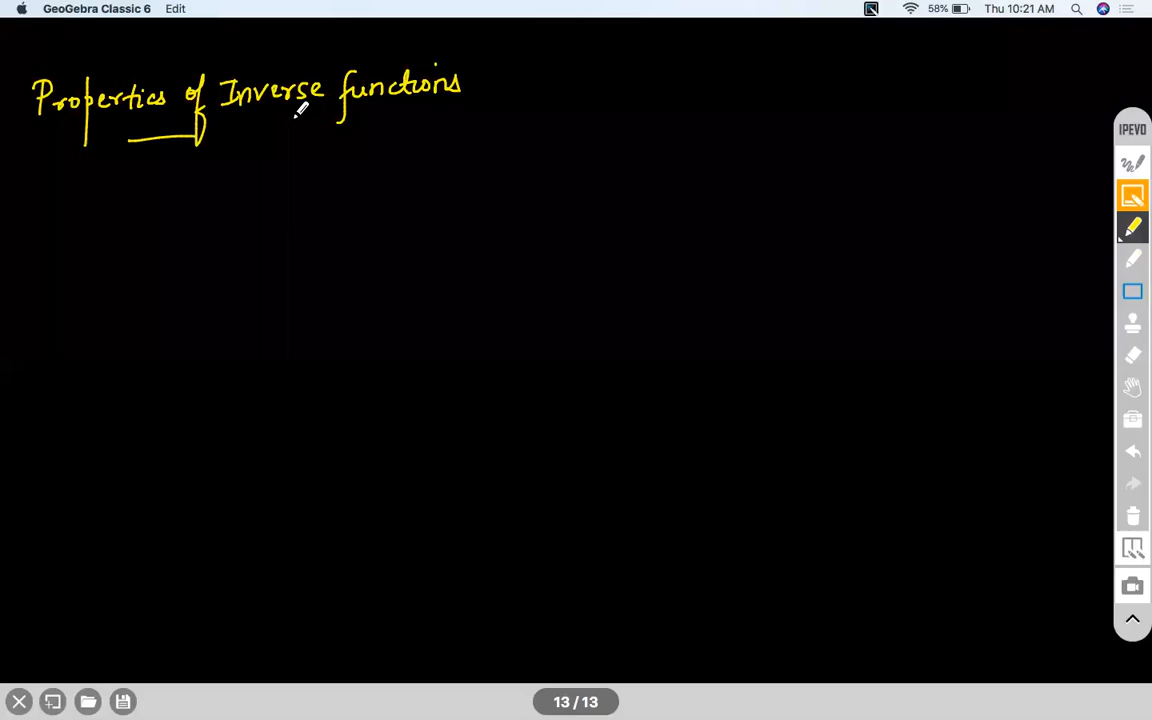 GeoGebra Classic 6 Edit 58% Thu 10:21 AM
Properties of Inverse functions
IPEVO
13 / 13